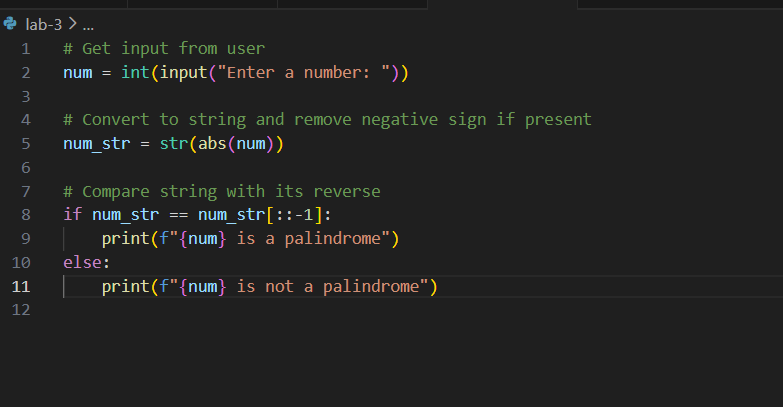 lab-3 > ...
1 # Get input from user
2 num = int(input("Enter a number: "))
3
4 # Convert to string and remove negative sign if present
5 num_str = str(abs(num))
6
7 # Compare string with its reverse
8 if num_str == num_str[::-1]:
9     print(f"{num} is a palindrome")
10 else:
11     print(f"{num} is not a palindrome")
12